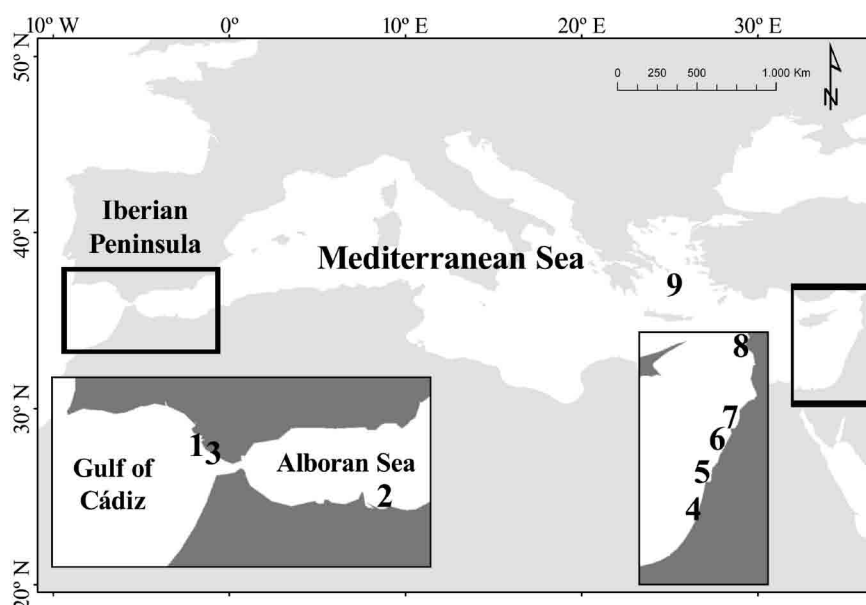 10º W 0º 10º E 20º E 30º E
50º N
0 250 500 1.000 Km
N
40º N
Iberian
Peninsula
Mediterranean Sea
9
8
30º N
7
1
3
6
Gulf of
Cádiz
Alboran Sea
5
2
4
20º N